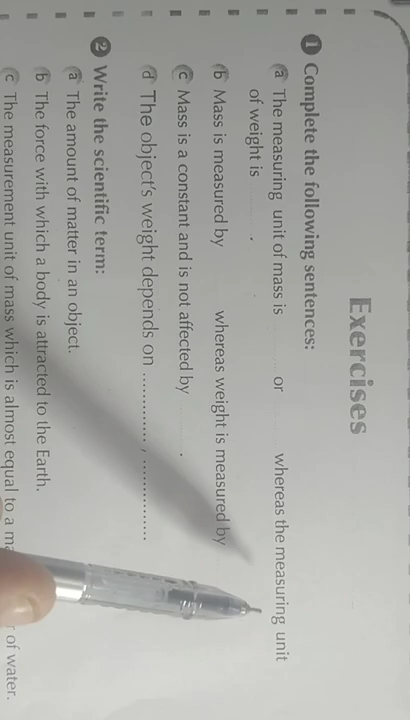 Exercises
1 Complete the following sentences:
a The measuring unit of mass is or whereas the measuring unit
of weight is .
b Mass is measured by whereas weight is measured by
c Mass is a constant and is not affected by .
d The object's weight depends on ............ , ..............
2 Write the scientific term:
a The amount of matter in an object.
b The force with which a body is attracted to the Earth.
c The measurement unit of mass which is almost equal to a of water.